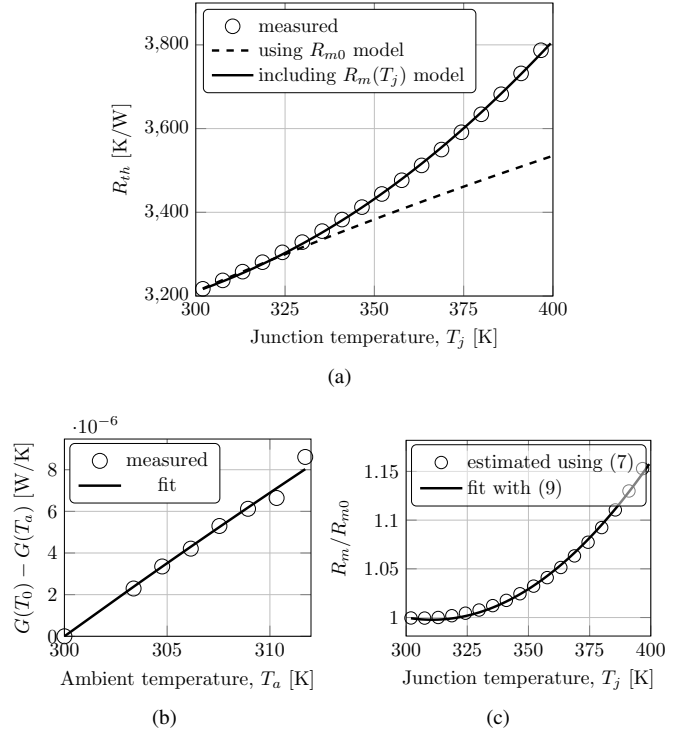 3,800
3,600
3,400
3,200
R_th [K/W]
measured
using R_m0 model
including R_m(T_j) model
300 325 350 375 400
Junction temperature, T_j [K]
(a)
·10⁻⁶
8
6
4
2
0
G(T_0) − G(T_a) [W/K]
measured
fit
300 305 310
Ambient temperature, T_a [K]
(b)
1.15
1.1
1.05
1
R_m/R_m0
estimated using (7)
fit with (9)
300 325 350 375 400
Junction temperature, T_j [K]
(c)